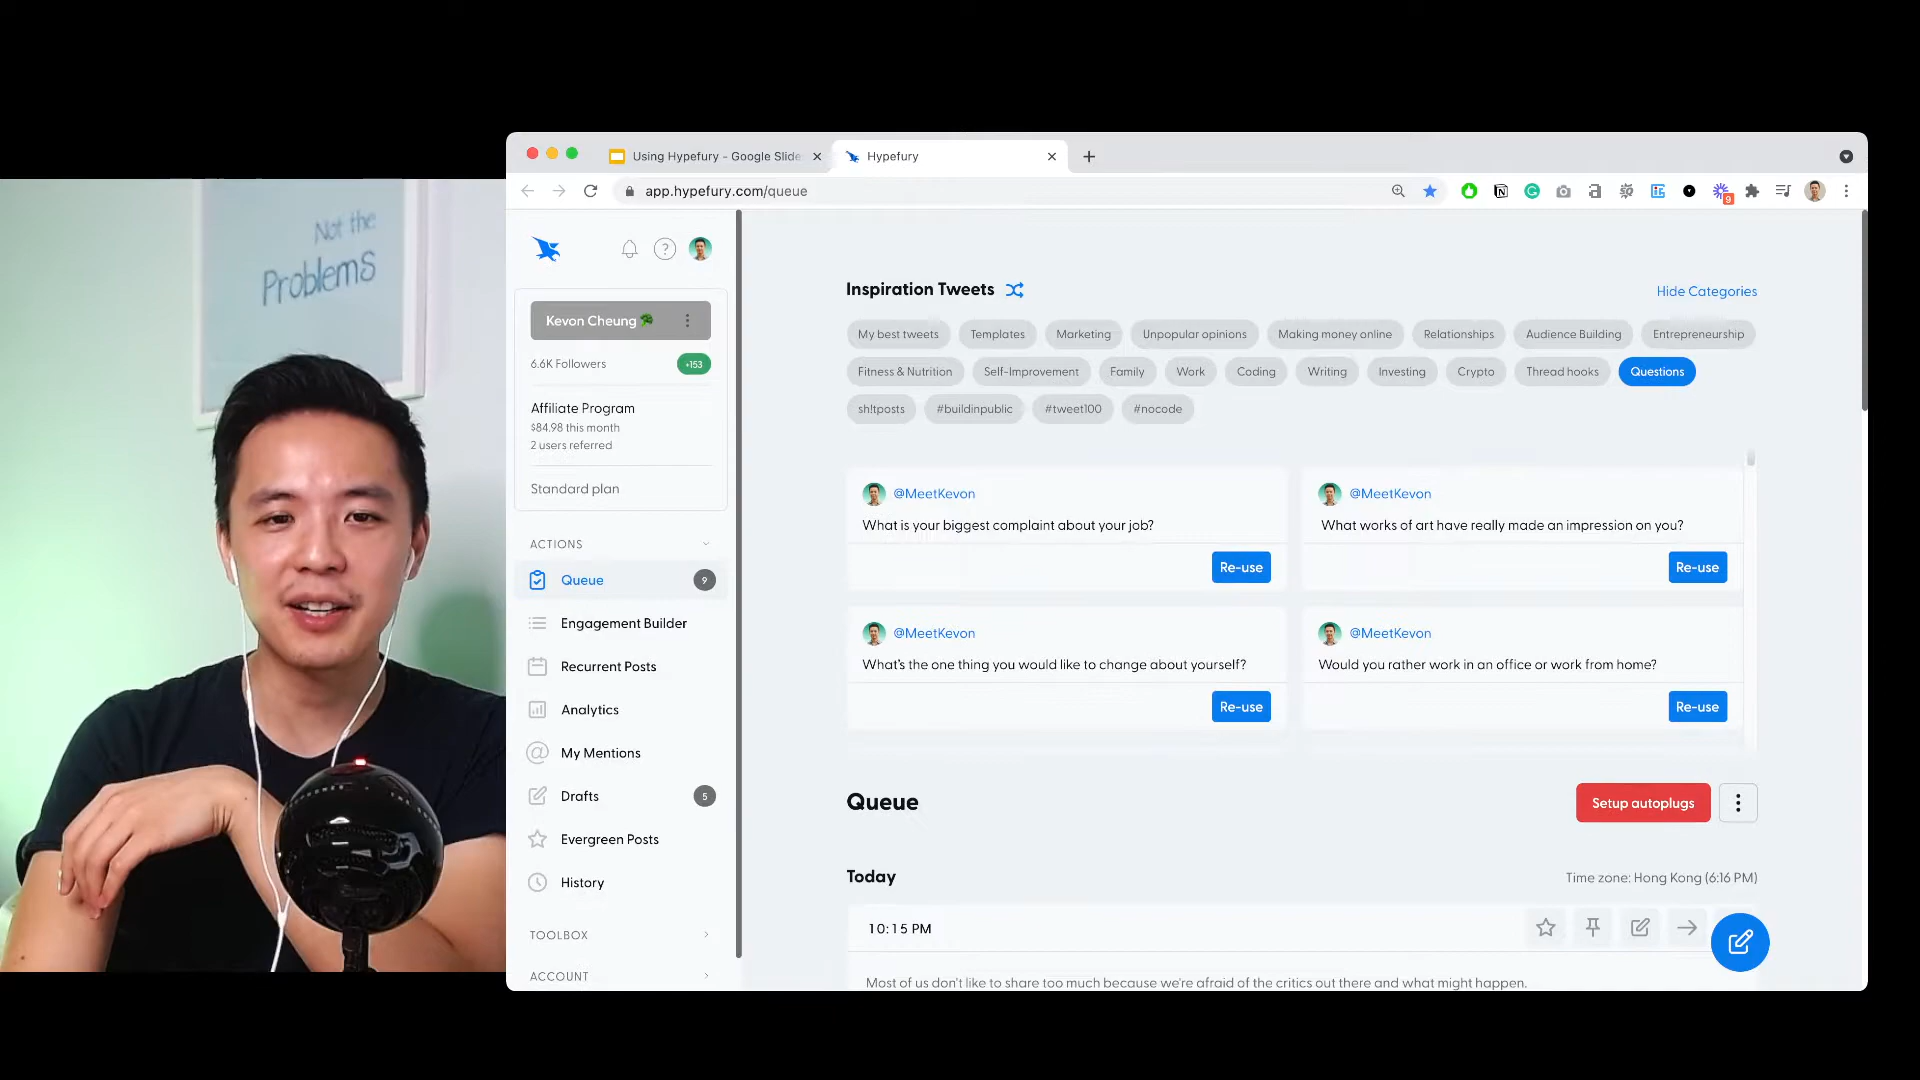 Not the
Problems
Using Hypefury - Google Slide
Hypefury
app.hypefury.com/queue
9
Kevon Cheung
6.6K Followers
+153
Affiliate Program
$84.98 this month
2 users referred
Standard plan
ACTIONS
Queue 9
Engagement Builder
Recurrent Posts
Analytics
My Mentions
Drafts 5
Evergreen Posts
History
TOOLBOX
ACCOUNT
Inspiration Tweets
Hide Categories
My best tweets Templates Marketing Unpopular opinions Making money online Relationships Audience Building Entrepreneurship
Fitness & Nutrition Self-Improvement Family Work Coding Writing Investing Crypto Thread hooks Questions
sh!tposts #buildinpublic #tweet100 #nocode
@MeetKevon
What is your biggest complaint about your job?
Re-use
@MeetKevon
What works of art have really made an impression on you?
Re-use
@MeetKevon
What's the one thing you would like to change about yourself?
Re-use
@MeetKevon
Would you rather work in an office or work from home?
Re-use
Queue
Setup autoplugs
Today
Time zone: Hong Kong (6:16 PM)
10:15 PM
Most of us don't like to share too much because we're afraid of the critics out there and what might happen.